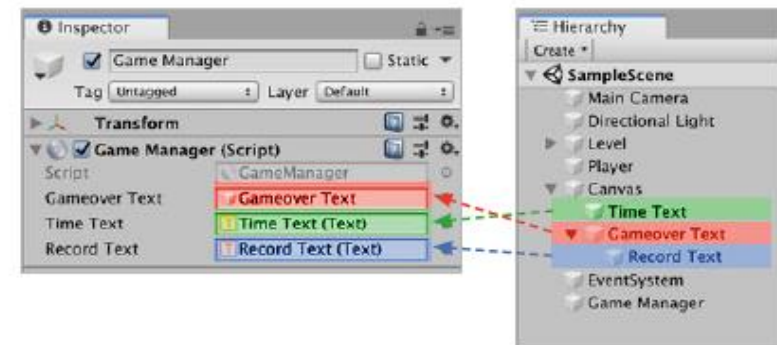 Inspector
Game Manager Static
Tag Untagged Layer Default
Transform
Game Manager (Script)
Script GameManager
Gameover Text Gameover Text
Time Text Time Text (Text)
Record Text Record Text (Text)
Hierarchy
Create
SampleScene
Main Camera
Directional Light
Level
Player
Canvas
Time Text
Gameover Text
Record Text
EventSystem
Game Manager